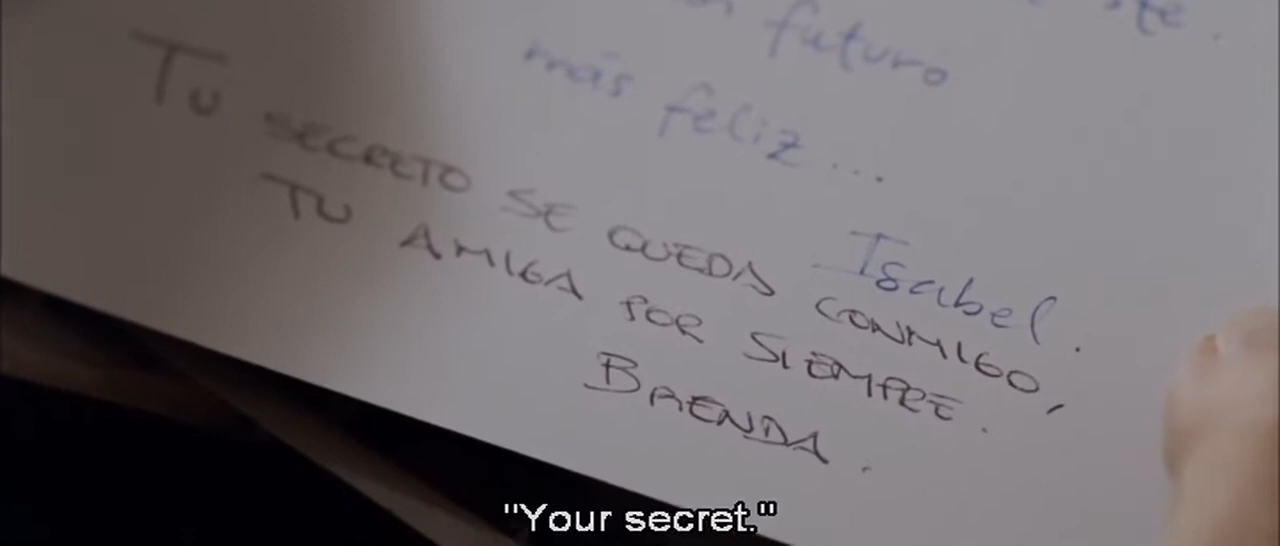 futuro
más feliz...
Isabel.
TU SECRETO SE QUEDA CONMIGO,
TU AMIGA POR SIEMPRE.
BRENDA.
"Your secret."